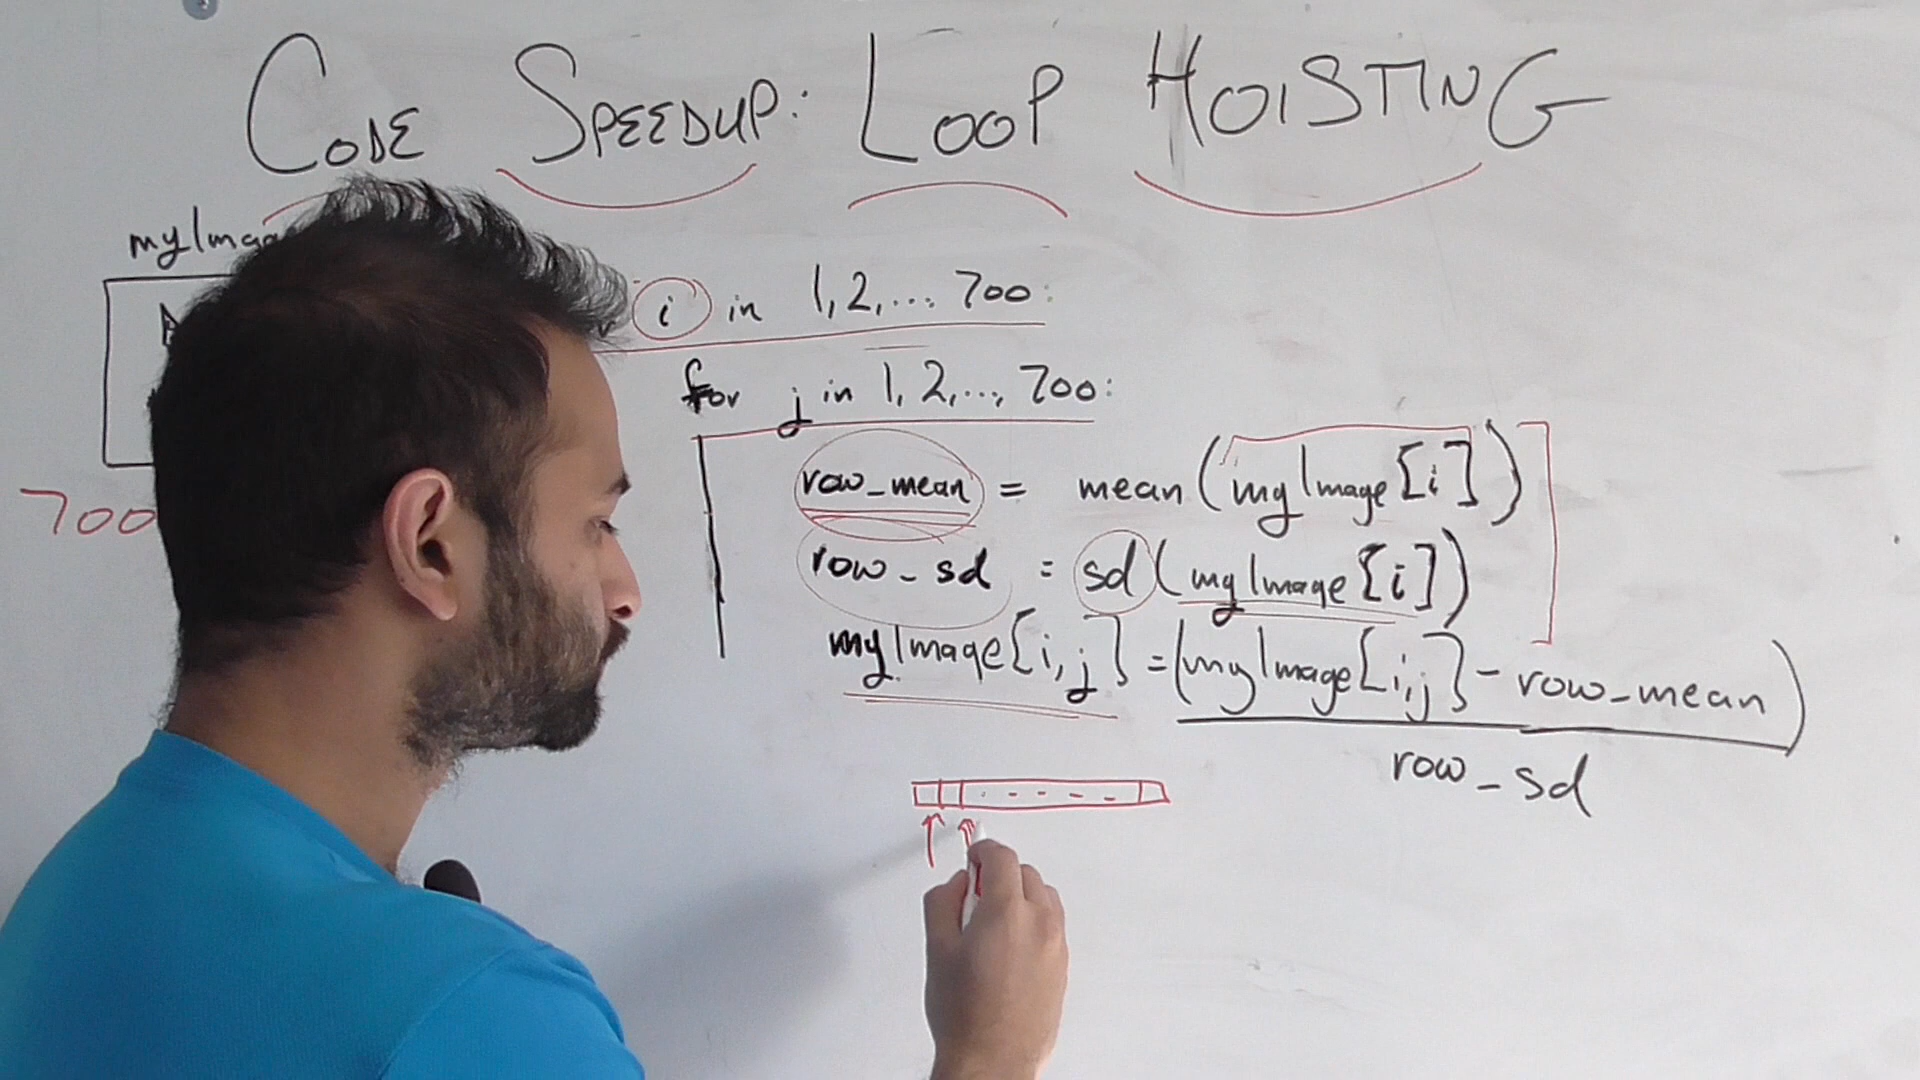 CODE SPEEDUP: LOOP HOISTING
i in 1, 2, ... 700:
for j in 1, 2, ..., 700:
row_mean = mean(myImage[i])
row_sd = sd(myImage[i])
myImage[i,j] = (myImage[i,j] - row_mean)
row_sd
700